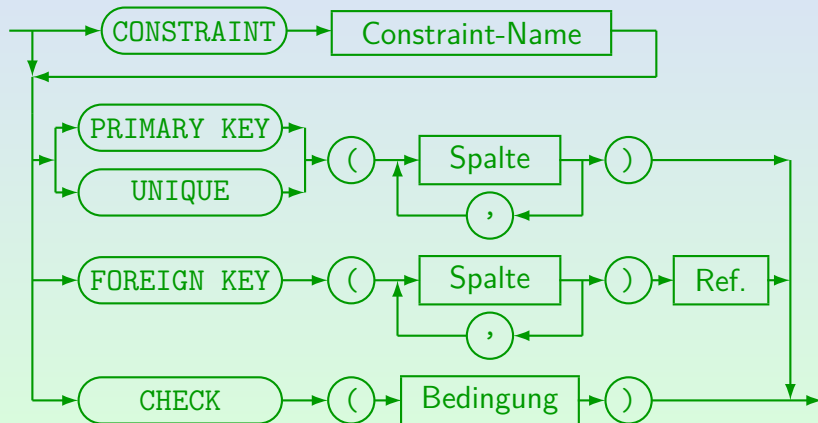 CONSTRAINT Constraint-Name
PRIMARY KEY
( Spalte )
UNIQUE
,
FOREIGN KEY ( Spalte ) Ref.
,
CHECK ( Bedingung )